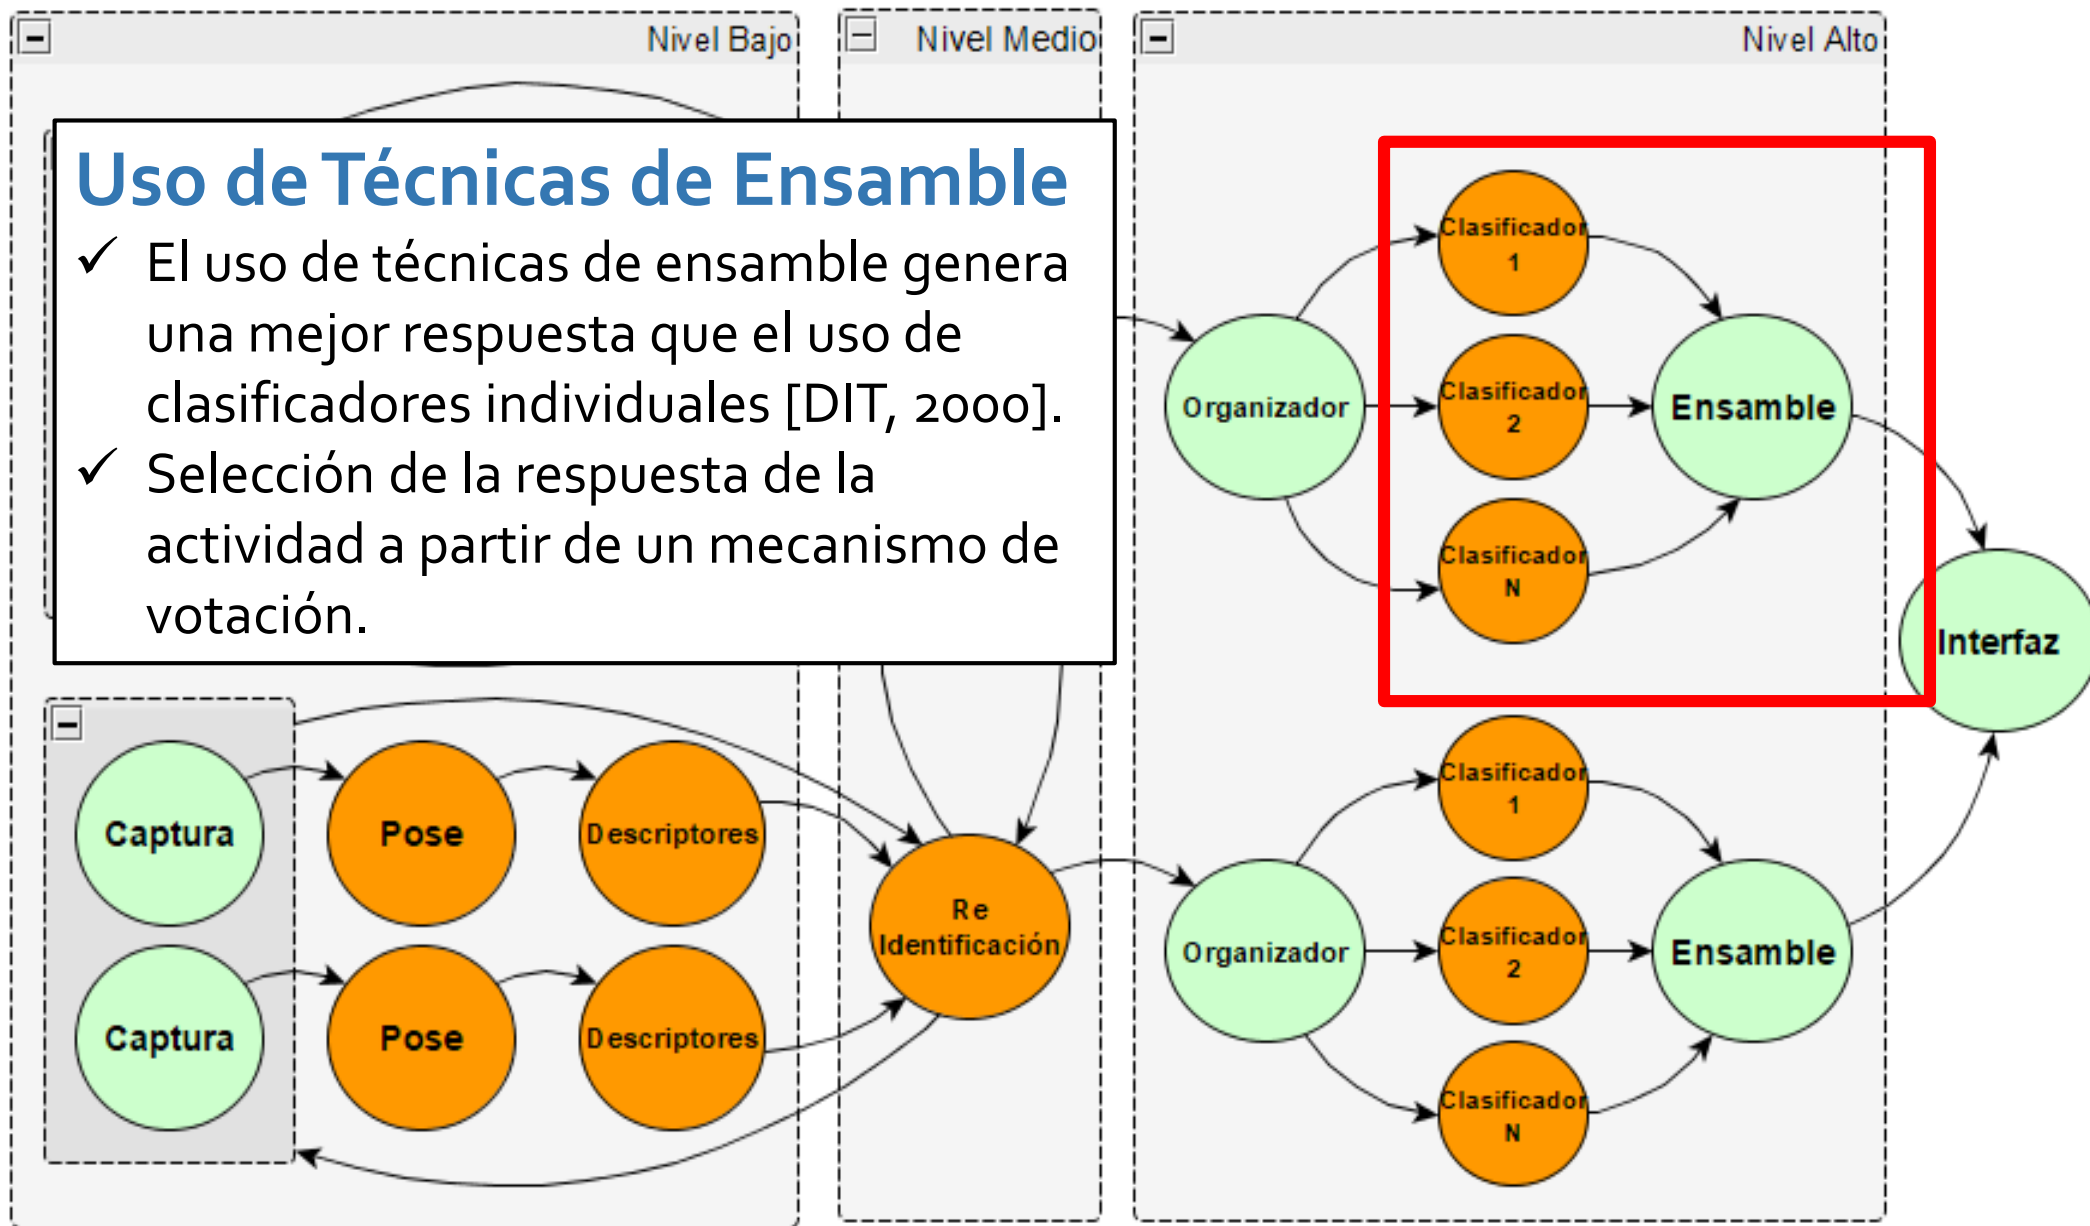 Nivel Bajo
Nivel Medio
Nivel Alto
Uso de Técnicas de Ensamble
✓ El uso de técnicas de ensamble genera
una mejor respuesta que el uso de
clasificadores individuales [DIT, 2000].
✓ Selección de la respuesta de la
actividad a partir de un mecanismo de
votación.
Organizador
Clasificador
1
Clasificador
2
Clasificador
N
Ensamble
Interfaz
Captura
Pose
Descriptores
Captura
Pose
Descriptores
Re
Identificación
Organizador
Clasificador
1
Clasificador
2
Clasificador
N
Ensamble